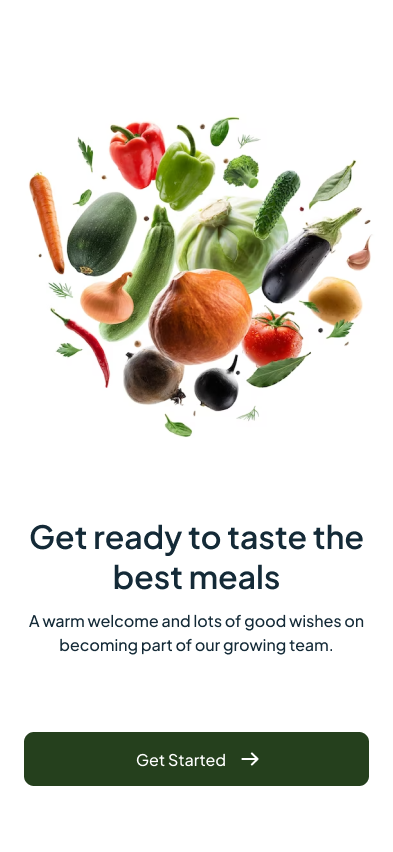 Get ready to taste the
best meals
A warm welcome and lots of good wishes on
becoming part of our growing team.
Get Started